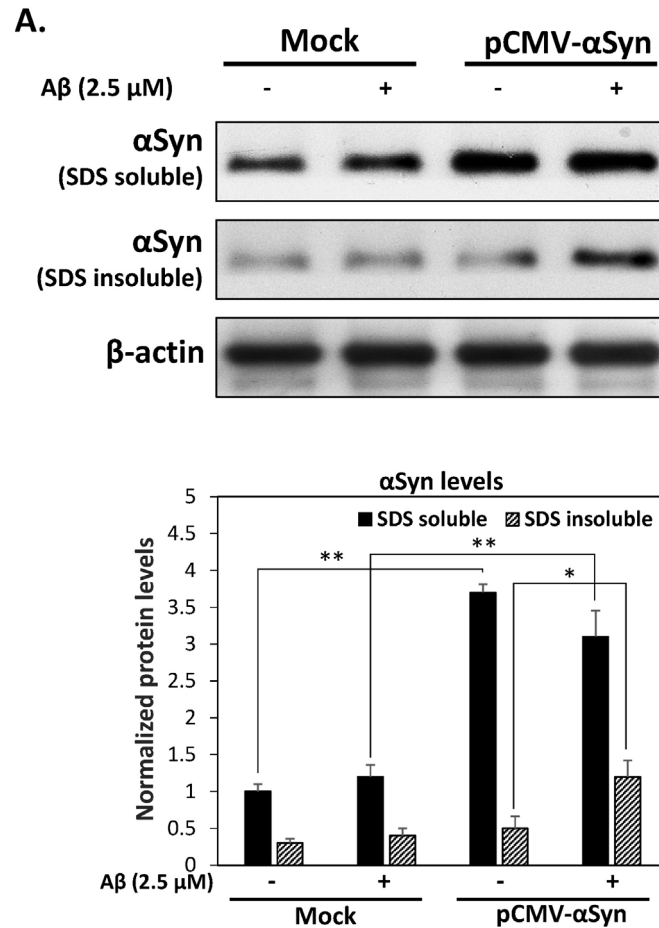 A.
Mock pCMV-αSyn
Aβ (2.5 µM) - + - +
αSyn
(SDS soluble)
αSyn
(SDS insoluble)
β-actin
αSyn levels
5
SDS soluble SDS insoluble
4.5
** **
4
*
3.5
3
2.5
2
1.5
1
0.5
0
Normalized protein levels
Aβ (2.5 µM) - + - +
Mock pCMV-αSyn